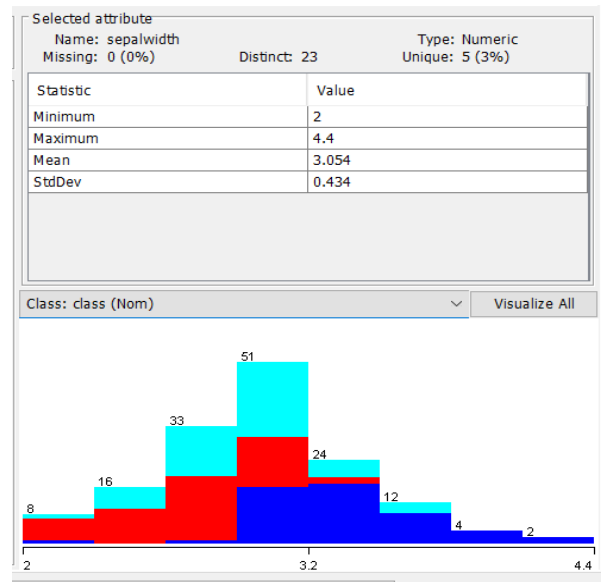 Selected attribute
Name: sepalwidth Type: Numeric
Missing: 0 (0%) Distinct: 23 Unique: 5 (3%)
Statistic Value
Minimum 2
Maximum 4.4
Mean 3.054
StdDev 0.434
Class: class (Nom) Visualize All
51
33
24
16
12
8
4
2
2 3.2 4.4